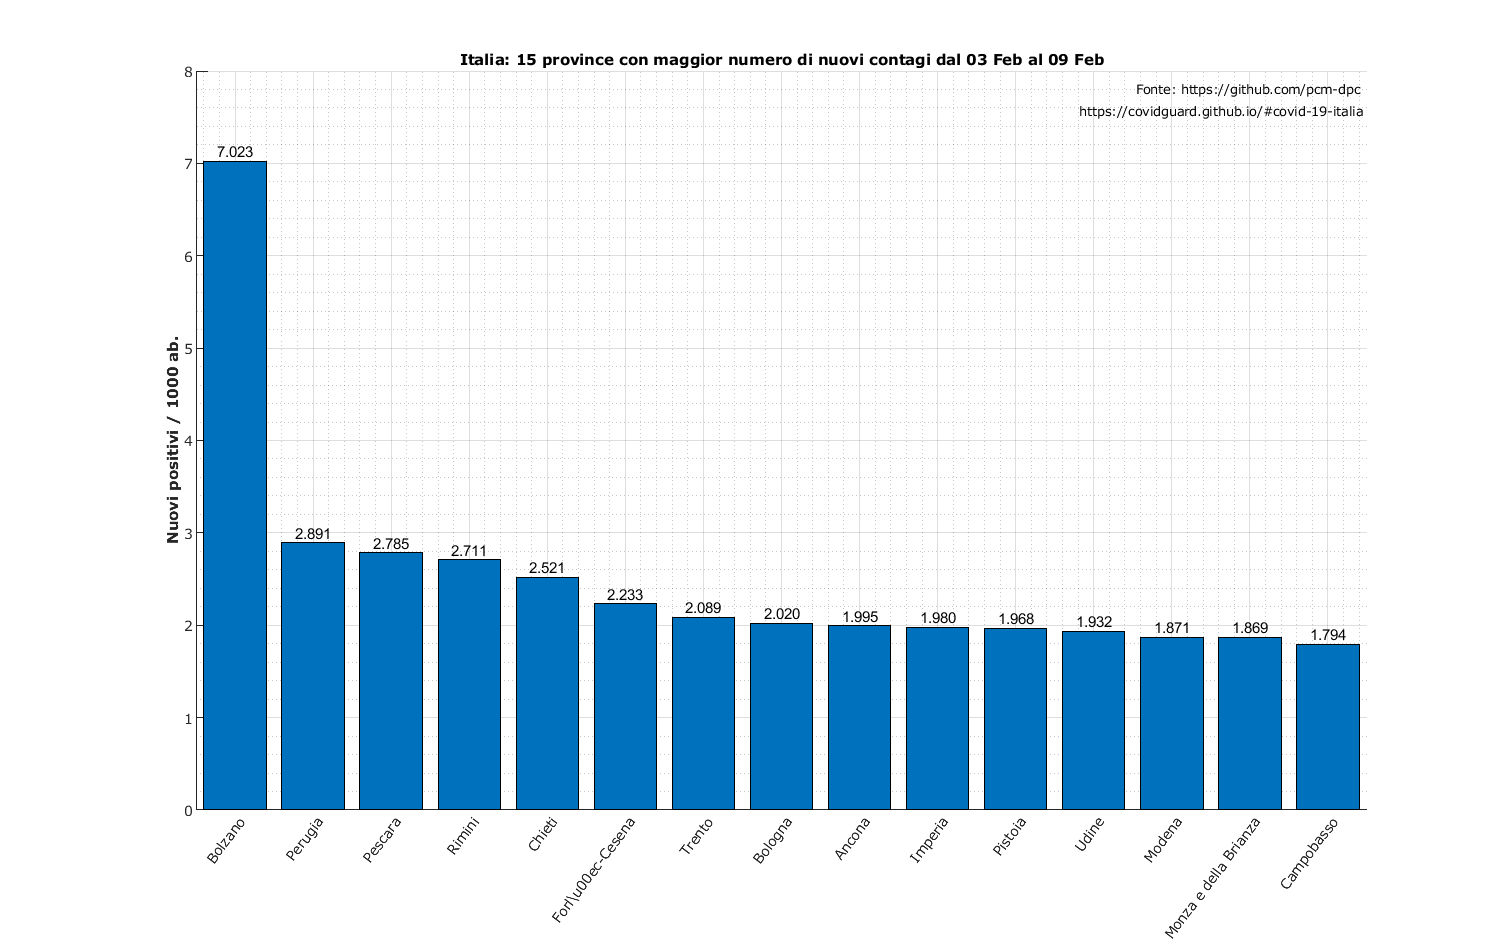 Italia: 15 province con maggior numero di nuovi contagi dal 03 Feb al 09 Feb
Fonte: https://github.com/pcm-dpc
https://covidguard.github.io/#covid-19-italia
Nuovi positivi / 1000 ab.
8
7
6
5
4
3
2
1
0
7.023
2.891
2.785
2.711
2.521
2.233
2.089
2.020
1.995
1.980
1.968
1.932
1.871
1.869
1.794
Bolzano
Perugia
Pescara
Rimini
Chieti
Forl\u00ec-Cesena
Trento
Bologna
Ancona
Imperia
Pistoia
Udine
Modena
Monza e della Brianza
Campobasso